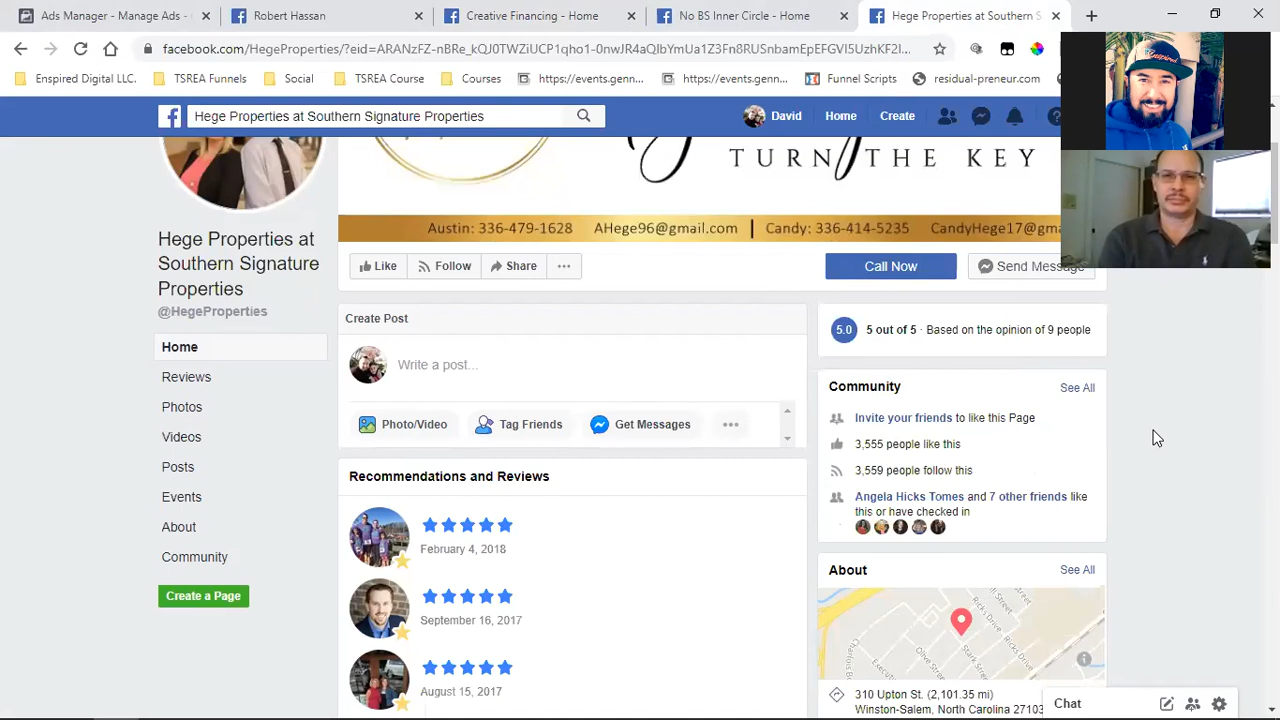 Ads Manager - Manage Ads -
Robert Hassan
Creative Financing - Home
No BS Inner Circle - Home
Hege Properties at Southern S
facebook.com/HegeProperties/?eid=
Enspired Digital LLC.
TSREA Funnels
Social
TSREA Course
Courses
https://events.genn...
https://events.genn...
Funnel Scripts
residual-preneur.com
Hege Properties at Southern Signature Properties
David
Home
Create
TURN THE KEY
Austin: 336-479-1628 AHege96@gmail.com | Candy: 336-414-5235 CandyHege17@gma
Like
Follow
Share
...
Call Now
Send Message
Hege Properties at
Southern Signature
Properties
@HegeProperties
Home
Reviews
Photos
Videos
Posts
Events
About
Community
Create a Page
Create Post
Write a post...
Photo/Video
Tag Friends
Get Messages
...
Recommendations and Reviews
February 4, 2018
September 16, 2017
August 15, 2017
5.0
5 out of 5 · Based on the opinion of 9 people
Community
See All
Invite your friends to like this Page
3,555 people like this
3,559 people follow this
Angela Hicks Tomes and 7 other friends like
this or have checked in
About
See All
Ricks Drive
Stark Street
310 Upton St. (2,101.35 mi)
Winston-Salem, North Carolina 27103
Chat